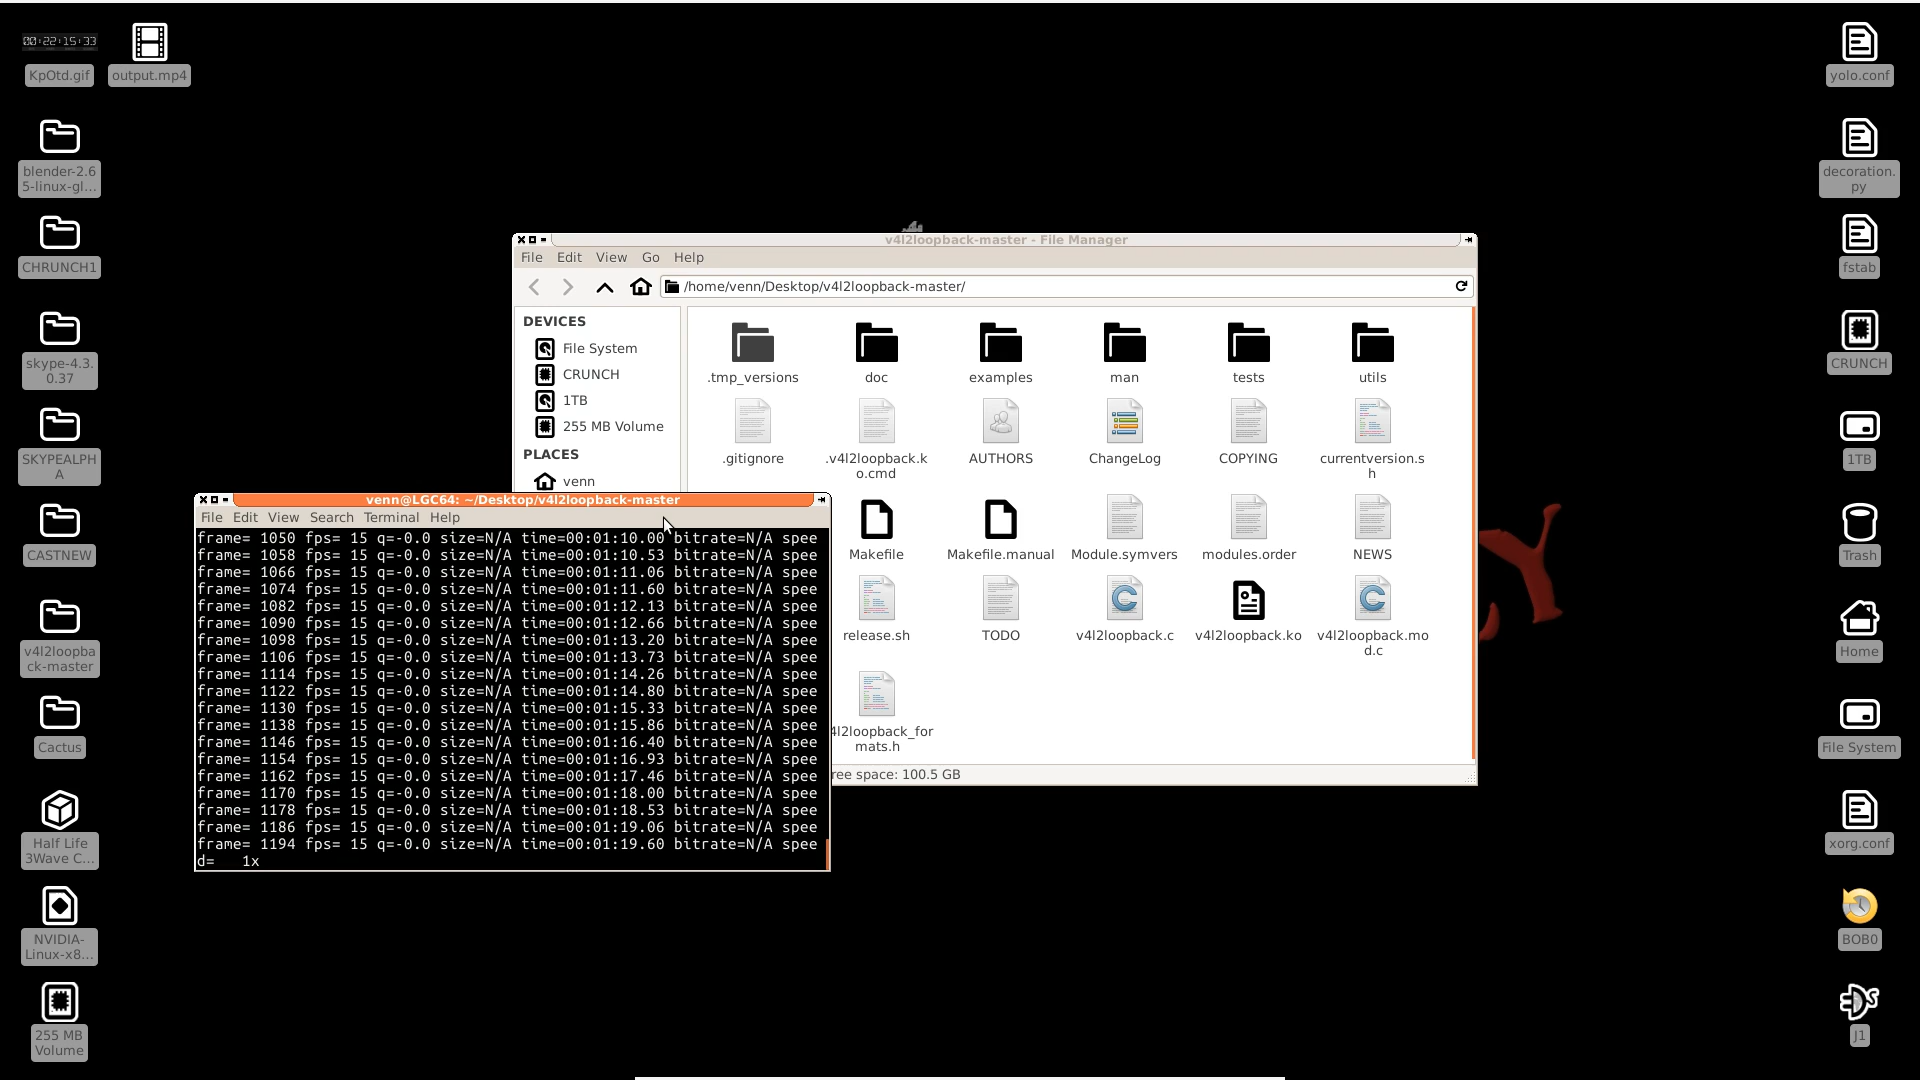 00:22:15:33
KpOtd.gif
output.mp4
blender-2.6
5-linux-gl...
CHRUNCH1
skype-4.3.
0.37
SKYPEALPH
A
CASTNEW
v4l2loopba
ck-master
Cactus
Half Life
3Wave C...
NVIDIA-
Linux-x8...
255 MB
Volume
v4l2loopback-master - File Manager
File Edit View Go Help
/home/venn/Desktop/v4l2loopback-master/
DEVICES
File System
CRUNCH
1TB
255 MB Volume
PLACES
venn
.tmp_versions
doc
examples
man
tests
utils
.gitignore
.v4l2loopback.k
o.cmd
AUTHORS
ChangeLog
COPYING
currentversion.s
h
Makefile
Makefile.manual
Module.symvers
modules.order
NEWS
release.sh
TODO
v4l2loopback.c
v4l2loopback.ko
v4l2loopback.mo
d.c
4l2loopback_for
mats.h
ree space: 100.5 GB
venn@LGC64: ~/Desktop/v4l2loopback-master
File Edit View Search Terminal Help
frame= 1050 fps= 15 q=-0.0 size=N/A time=00:01:10.00 bitrate=N/A spee
frame= 1058 fps= 15 q=-0.0 size=N/A time=00:01:10.53 bitrate=N/A spee
frame= 1066 fps= 15 q=-0.0 size=N/A time=00:01:11.06 bitrate=N/A spee
frame= 1074 fps= 15 q=-0.0 size=N/A time=00:01:11.60 bitrate=N/A spee
frame= 1082 fps= 15 q=-0.0 size=N/A time=00:01:12.13 bitrate=N/A spee
frame= 1090 fps= 15 q=-0.0 size=N/A time=00:01:12.66 bitrate=N/A spee
frame= 1098 fps= 15 q=-0.0 size=N/A time=00:01:13.20 bitrate=N/A spee
frame= 1106 fps= 15 q=-0.0 size=N/A time=00:01:13.73 bitrate=N/A spee
frame= 1114 fps= 15 q=-0.0 size=N/A time=00:01:14.26 bitrate=N/A spee
frame= 1122 fps= 15 q=-0.0 size=N/A time=00:01:14.80 bitrate=N/A spee
frame= 1130 fps= 15 q=-0.0 size=N/A time=00:01:15.33 bitrate=N/A spee
frame= 1138 fps= 15 q=-0.0 size=N/A time=00:01:15.86 bitrate=N/A spee
frame= 1146 fps= 15 q=-0.0 size=N/A time=00:01:16.40 bitrate=N/A spee
frame= 1154 fps= 15 q=-0.0 size=N/A time=00:01:16.93 bitrate=N/A spee
frame= 1162 fps= 15 q=-0.0 size=N/A time=00:01:17.46 bitrate=N/A spee
frame= 1170 fps= 15 q=-0.0 size=N/A time=00:01:18.00 bitrate=N/A spee
frame= 1178 fps= 15 q=-0.0 size=N/A time=00:01:18.53 bitrate=N/A spee
frame= 1186 fps= 15 q=-0.0 size=N/A time=00:01:19.06 bitrate=N/A spee
frame= 1194 fps= 15 q=-0.0 size=N/A time=00:01:19.60 bitrate=N/A spee
d= 1x
Y
yolo.conf
decoration.
py
fstab
CRUNCH
1TB
Trash
Home
File System
xorg.conf
BOB0
J1